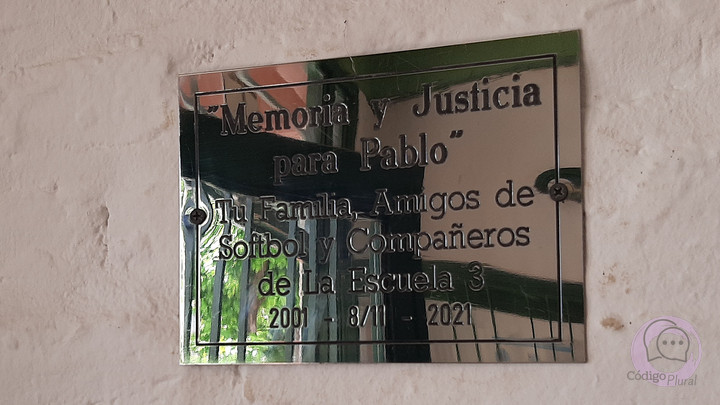 "Memoria y Justicia
para Pablo"
Tu Familia, Amigos de
Softbol y Compañeros
de La Escuela 3
2001 - 8/11 - 2021
Código
Plural